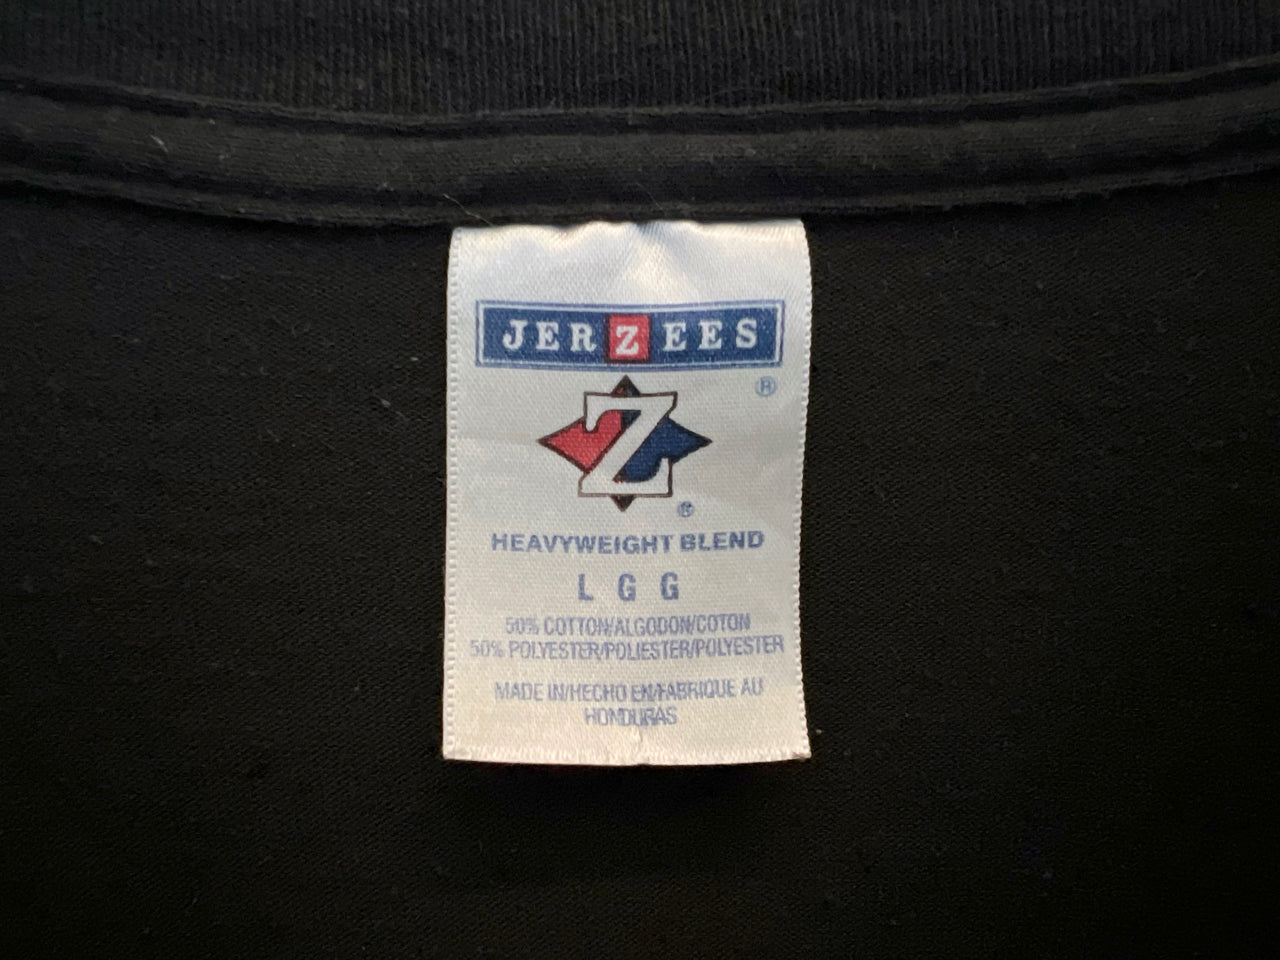 JERZEES
®
Z
®
HEAVYWEIGHT BLEND
L G G
50% COTTON/ALGODON/COTON
50% POLYESTER/POLIESTER/POLYESTER
MADE IN/HECHO EN/FABRIQUE AU
HONDURAS